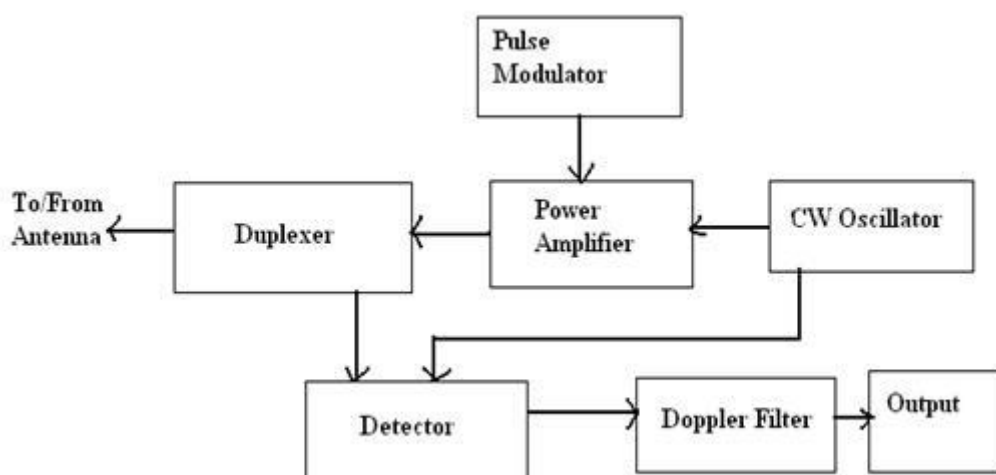 Pulse
Modulator
To/From
Antenna
Duplexer
Power
Amplifier
CW Oscillator
Detector
Doppler Filter
Output